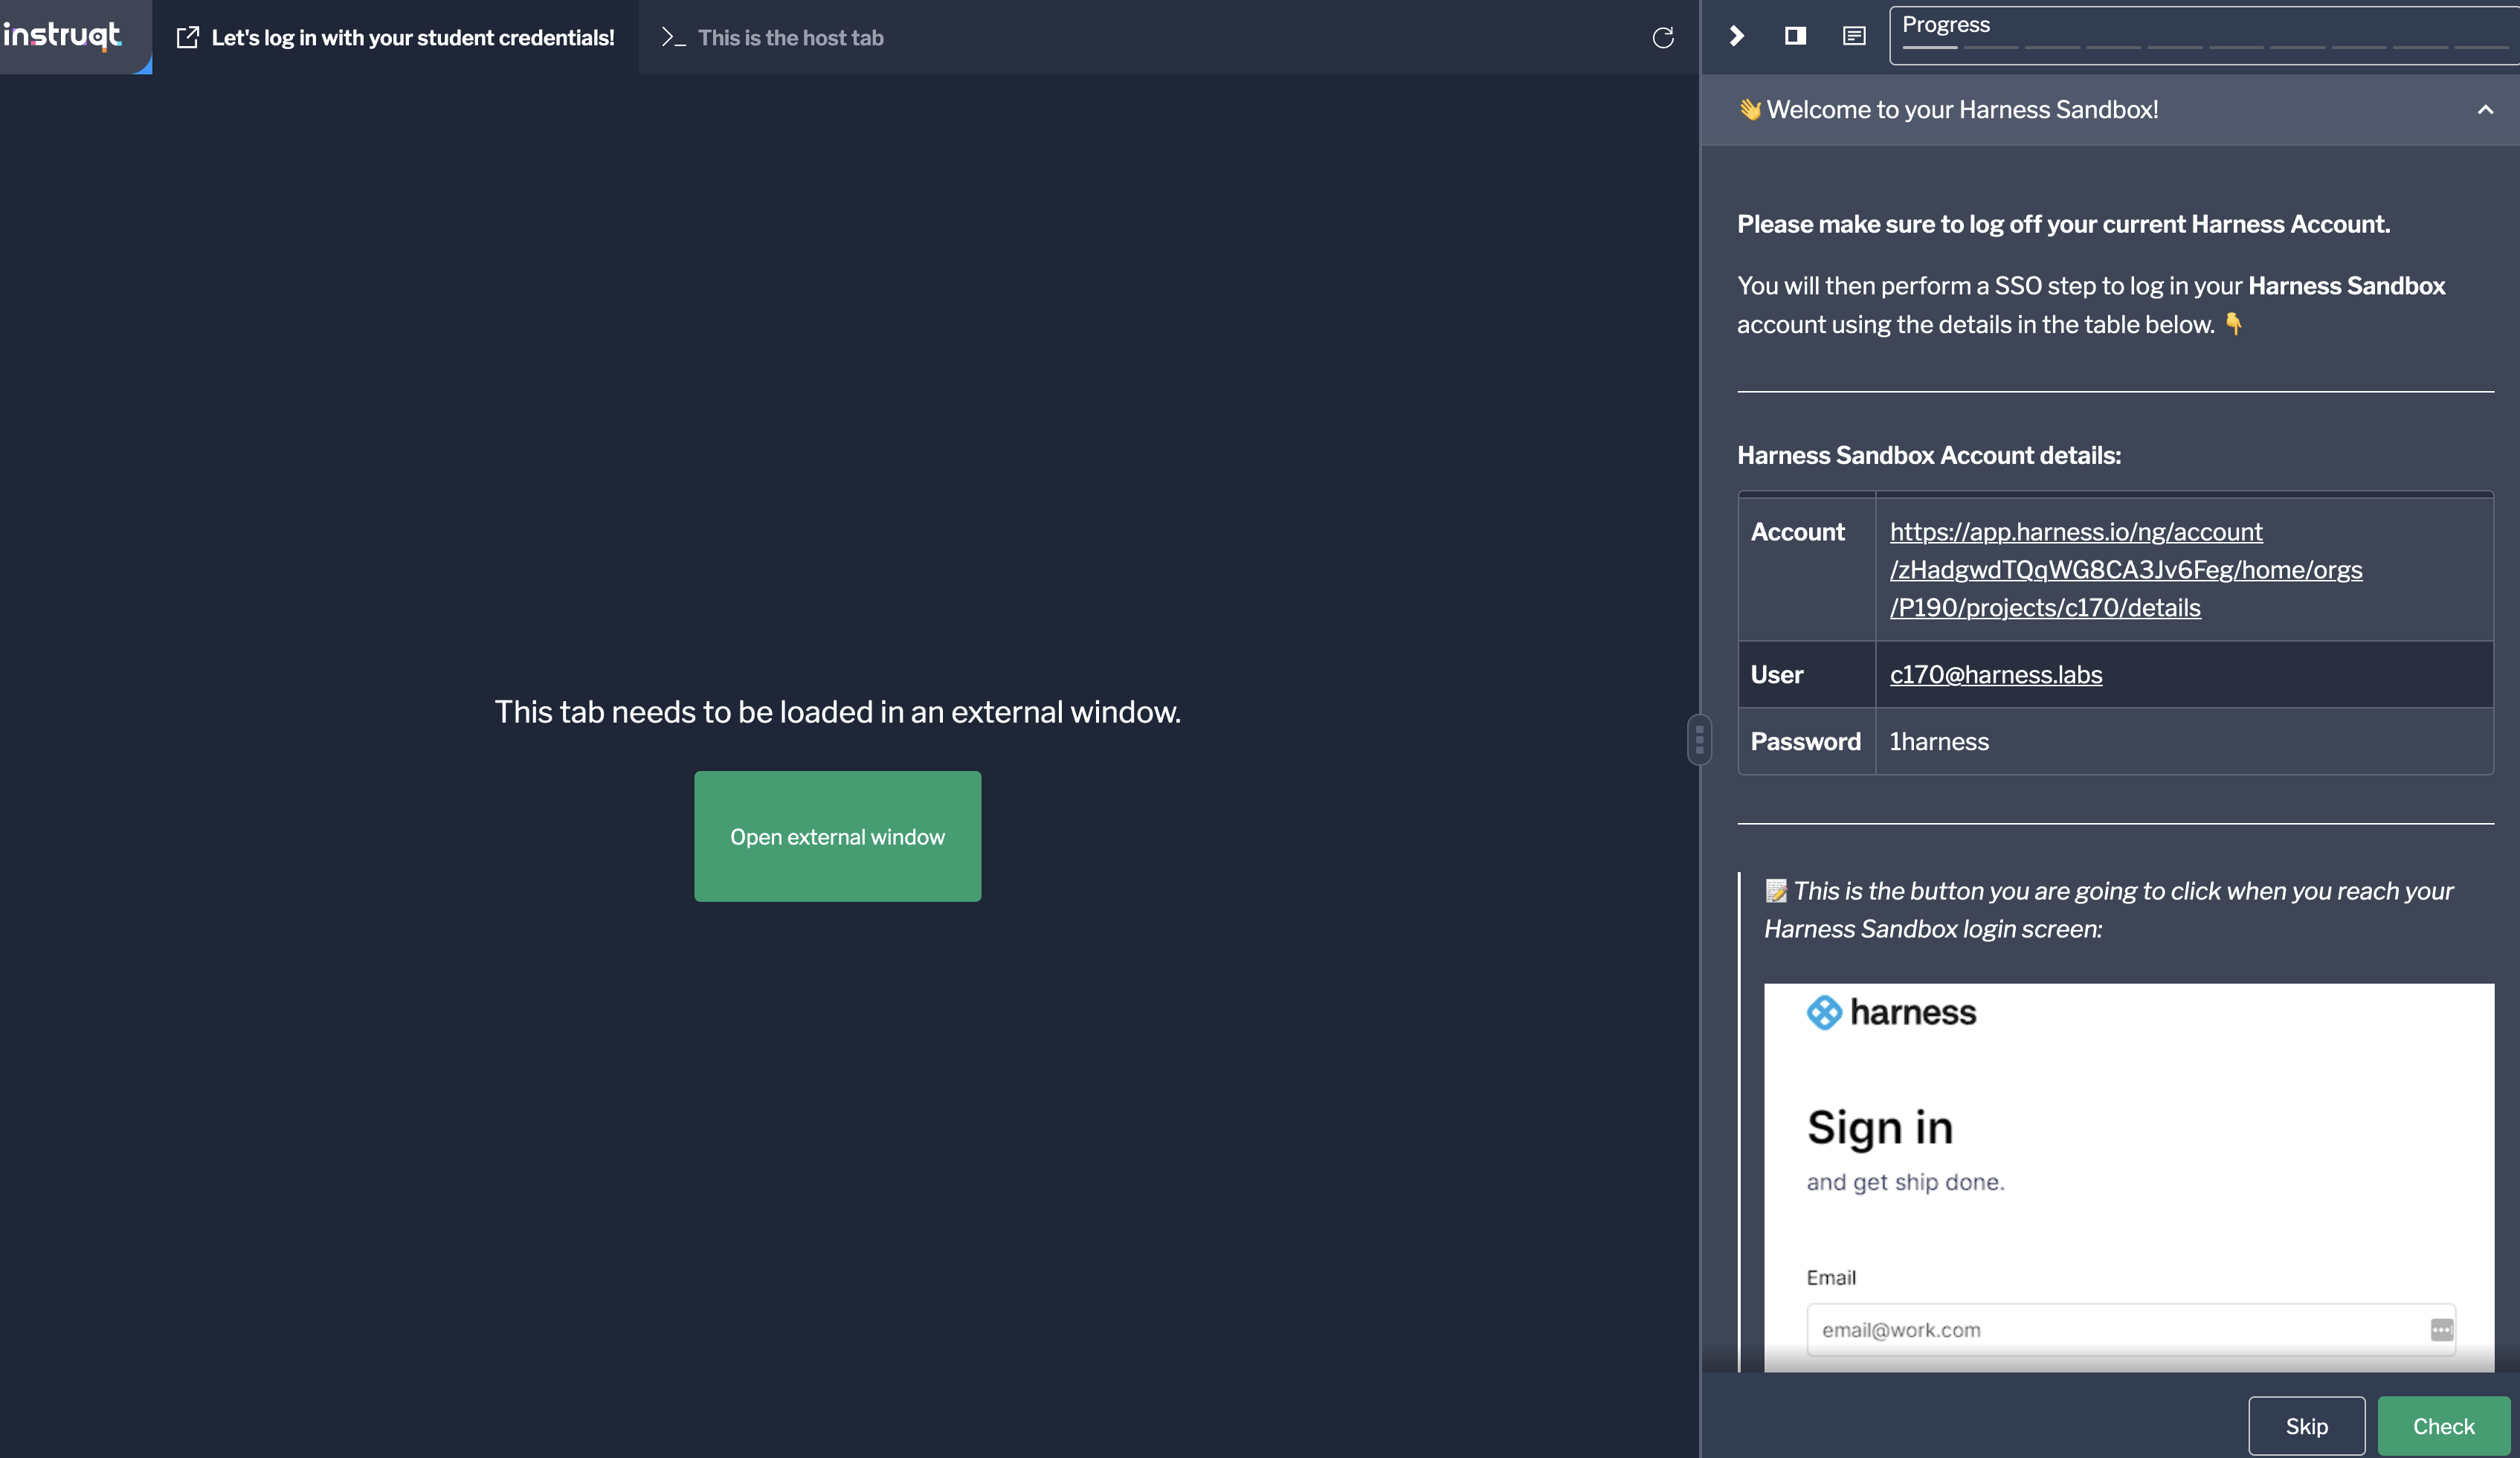 instruqt
Let's log in with your student credentials!
This is the host tab
Progress
👋 Welcome to your Harness Sandbox!
Please make sure to log off your current Harness Account.
You will then perform a SSO step to log in your Harness Sandbox
account using the details in the table below. 👇
Harness Sandbox Account details:
Account
https://app.harness.io/ng/account
/zHadgwdTQqWG8CA3Jv6Feg/home/orgs
/P190/projects/c170/details
User
c170@harness.labs
Password
1harness
This tab needs to be loaded in an external window.
Open external window
📝 This is the button you are going to click when you reach your
Harness Sandbox login screen:
harness
Sign in
and get ship done.
Email
email@work.com
Skip
Check